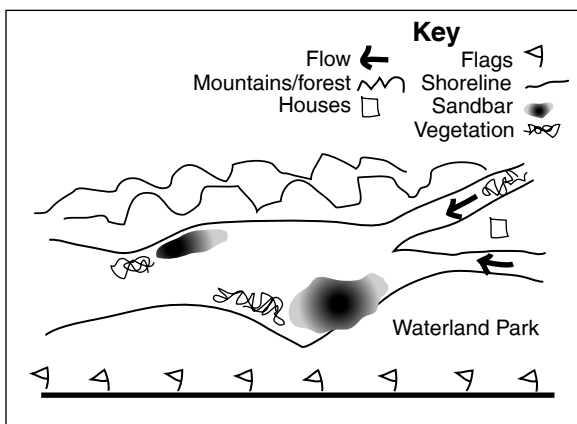 Key
Flow Flags
Mountains/forest Shoreline
Houses Sandbar
Vegetation
Waterland Park